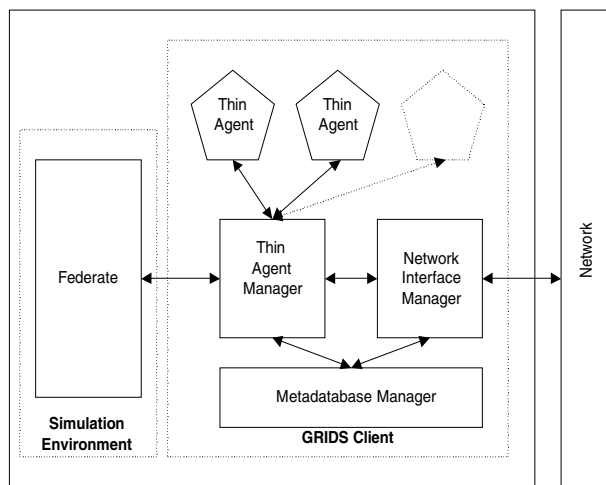 Thin
Agent
Thin
Agent
Federate
Thin
Agent
Manager
Network
Interface
Manager
Network
Metadatabase Manager
Simulation
Environment
GRIDS Client